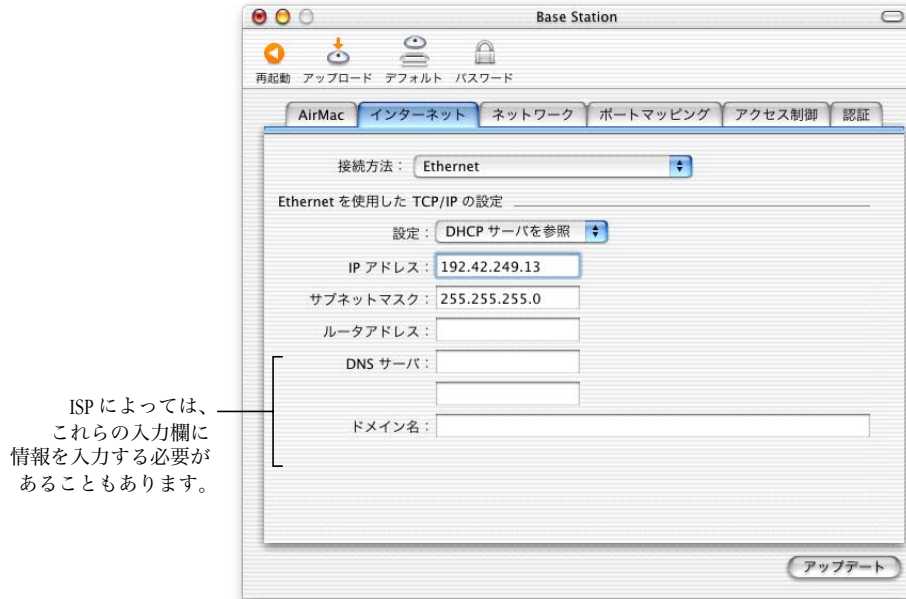 Base Station
再起動 アップロード デフォルト パスワード
AirMac インターネット ネットワーク ポートマッピング アクセス制御 認証
接続方法： Ethernet
Ethernet を使用した TCP/IP の設定
設定： DHCP サーバを参照
IP アドレス： 192.42.249.13
サブネットマスク： 255.255.255.0
ルータアドレス：
DNS サーバ：
ドメイン名：
ISP によっては、
これらの入力欄に
情報を入力する必要が
あることもあります。
アップデート